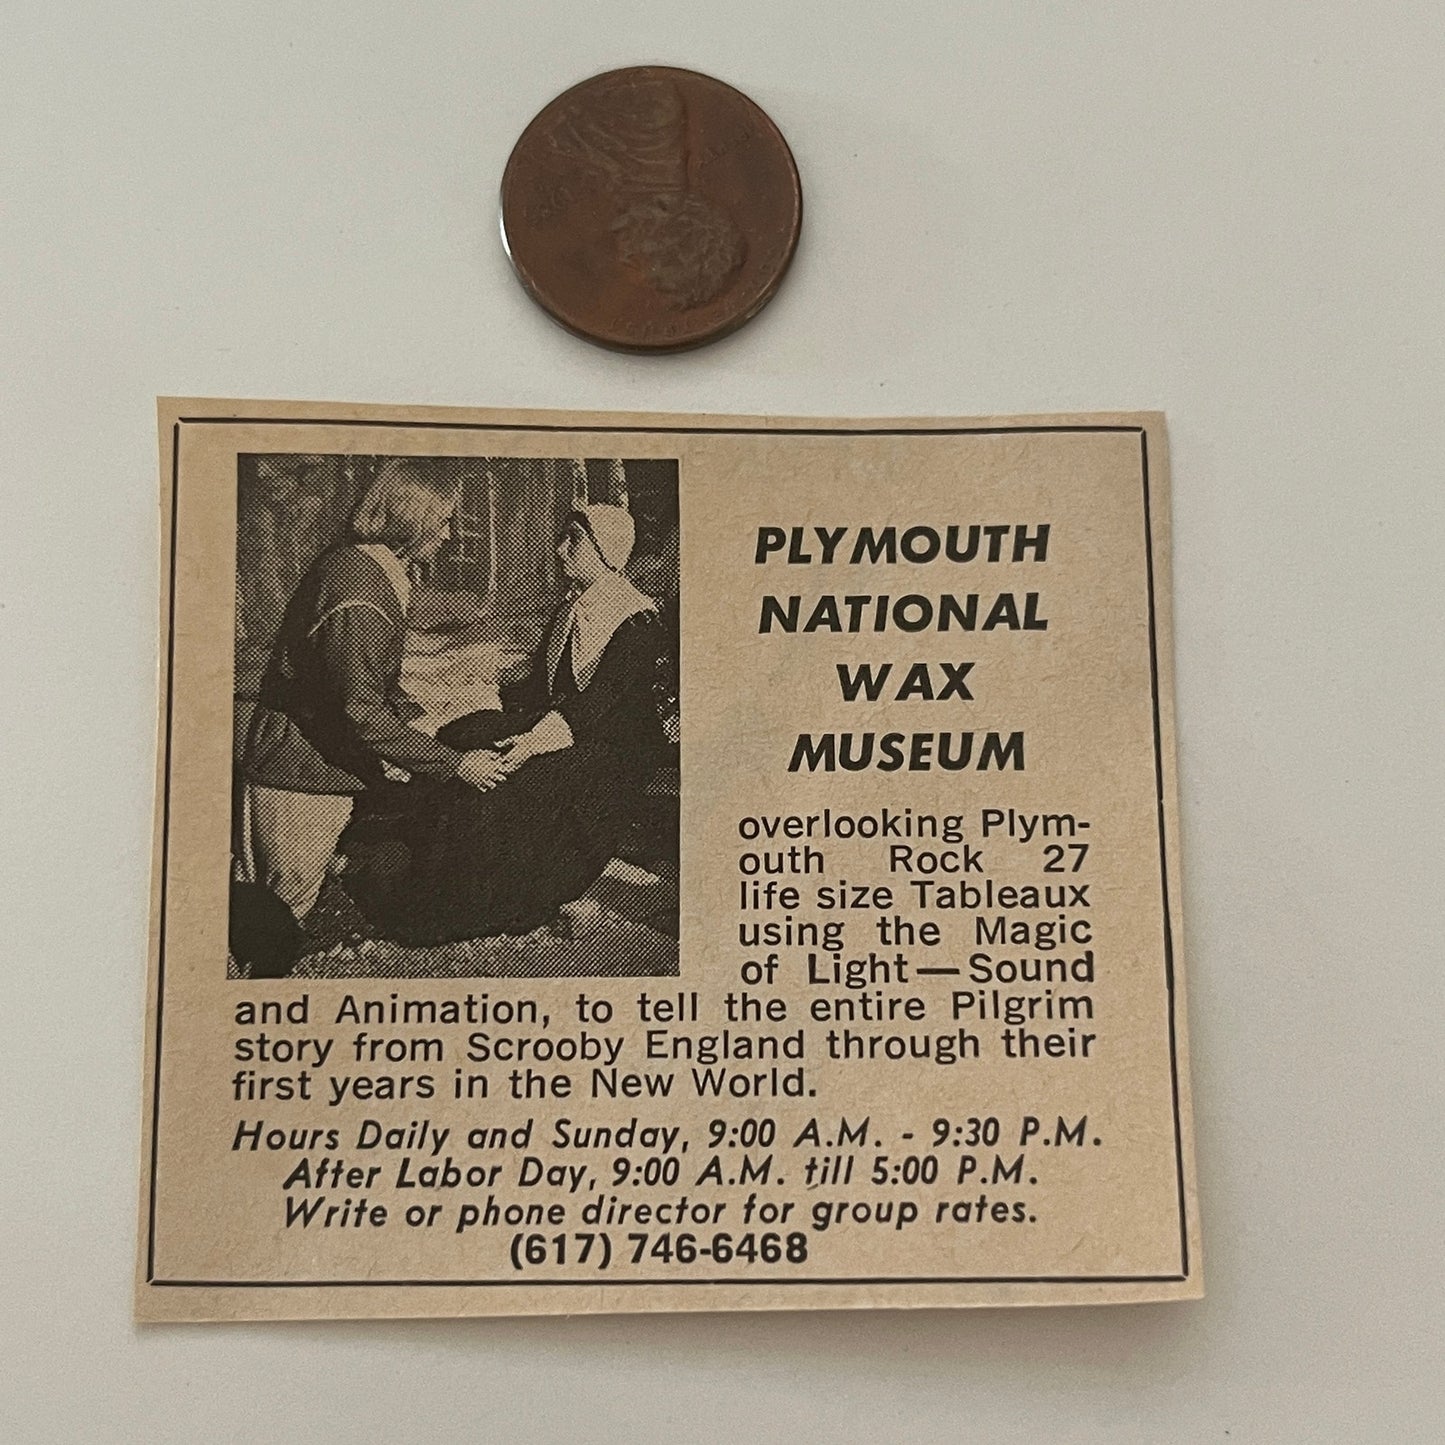 PLYMOUTH
NATIONAL
WAX
MUSEUM
overlooking Plym-
outh Rock 27
life size Tableaux
using the Magic
of Light—Sound
and Animation, to tell the entire Pilgrim
story from Scrooby England through their
first years in the New World.
Hours Daily and Sunday, 9:00 A.M. - 9:30 P.M.
After Labor Day, 9:00 A.M. till 5:00 P.M.
Write or phone director for group rates.
(617) 746-6468